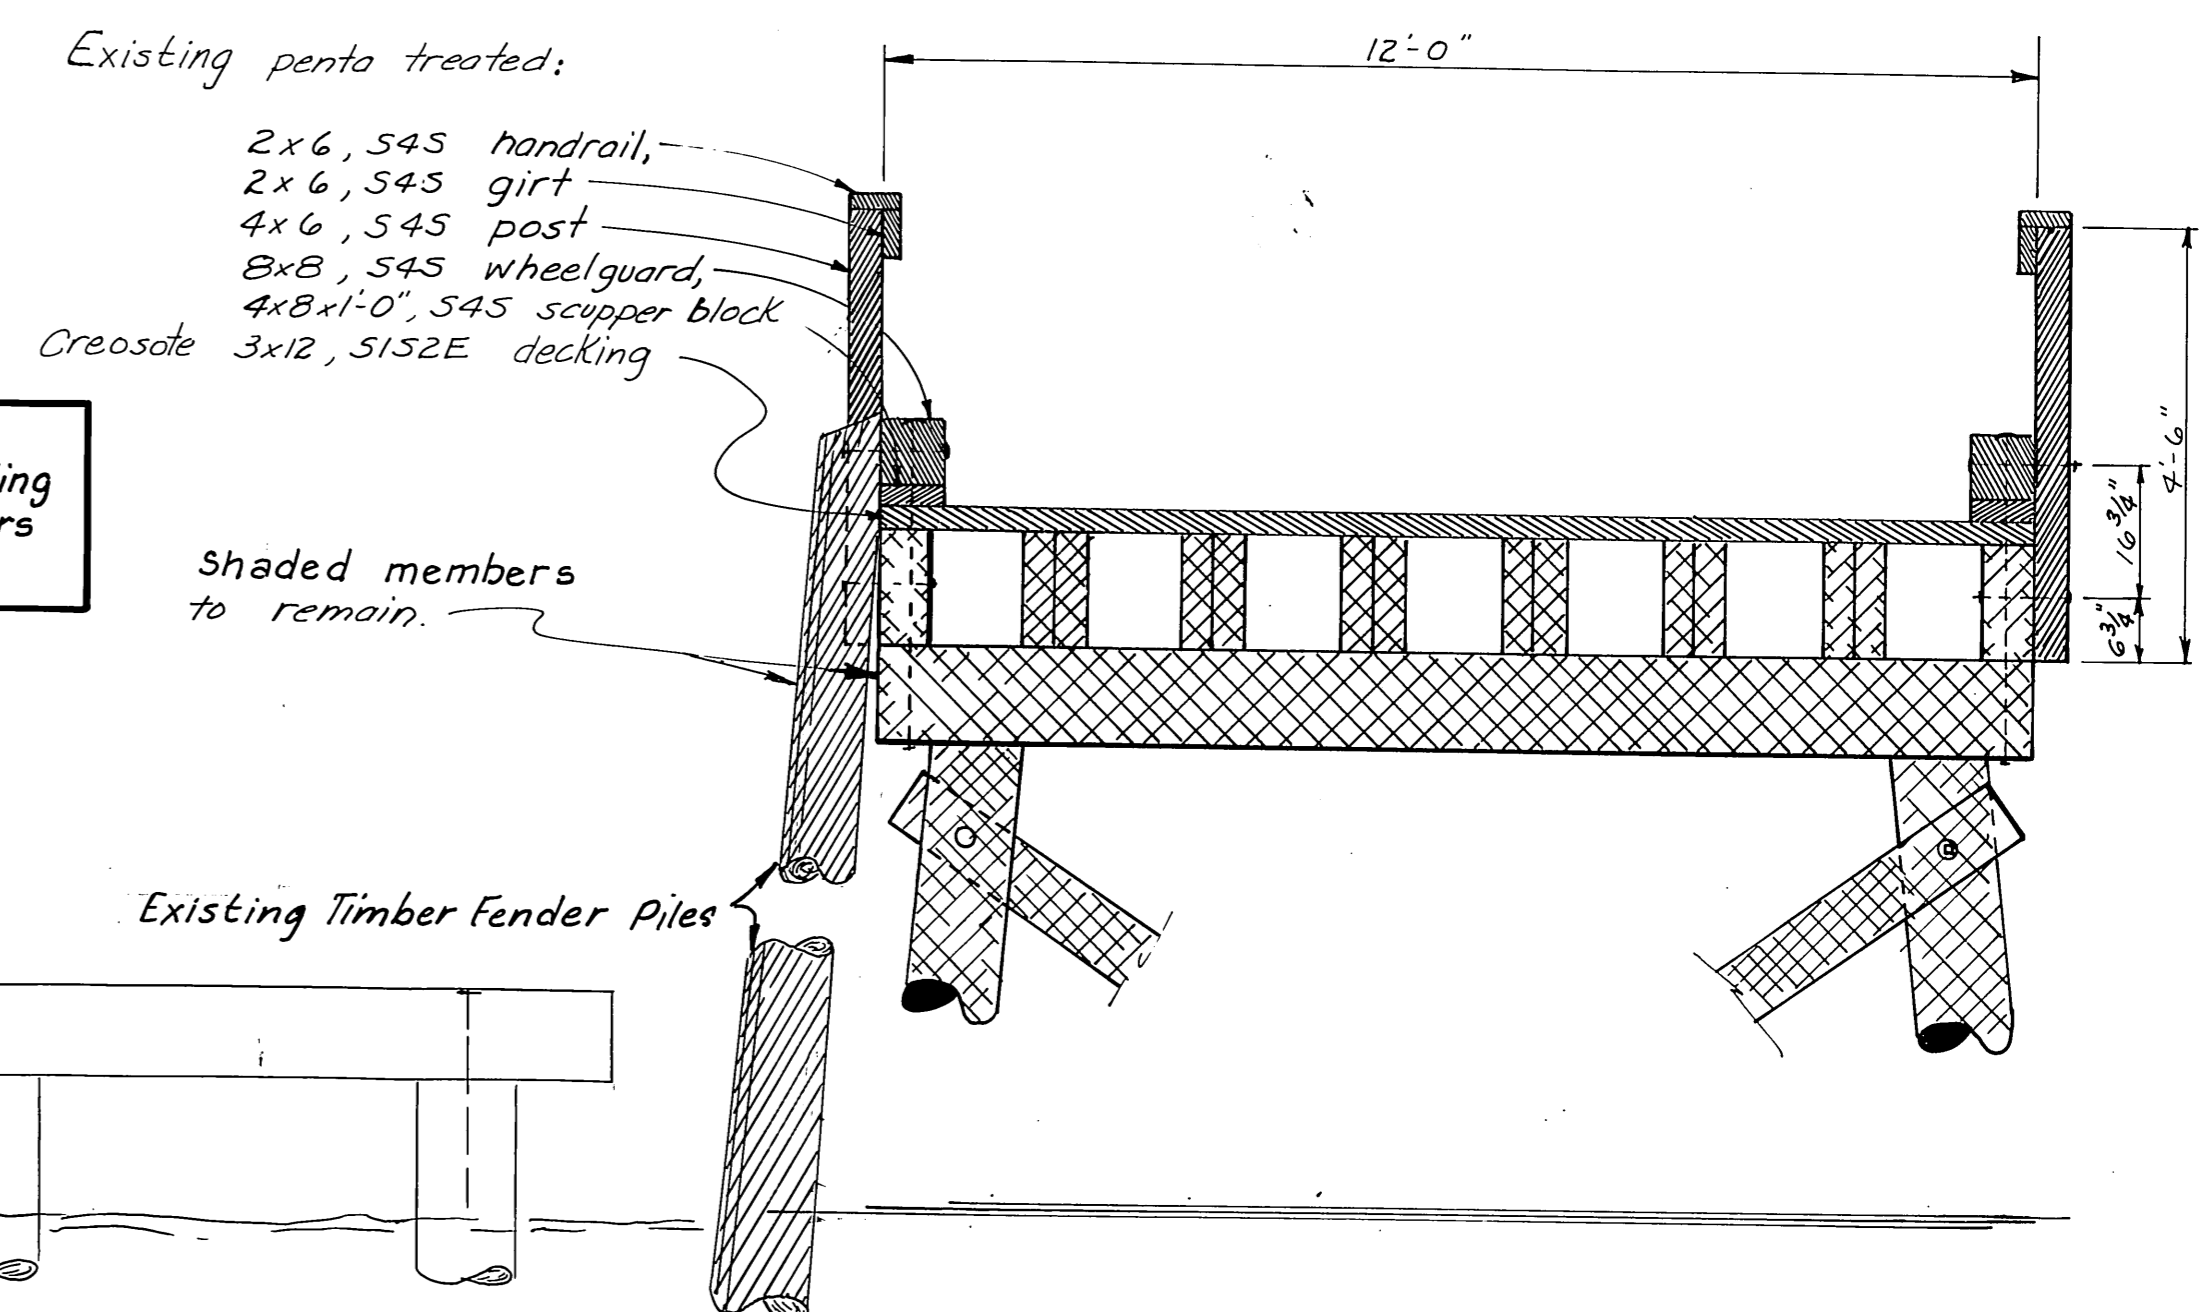 Existing penta treated:
2x6, S4S handrail,
2x6, S4S girt
4x6, S4S post
8x8, S4S wheelguard,
4x8x1'-0", S4S scupper block
Creosote 3x12, S1S2E decking
ing
rs
Shaded members
to remain.
Existing Timber Fender Piles
12'-0"
4'-6"
16 3/4"
6 3/4"